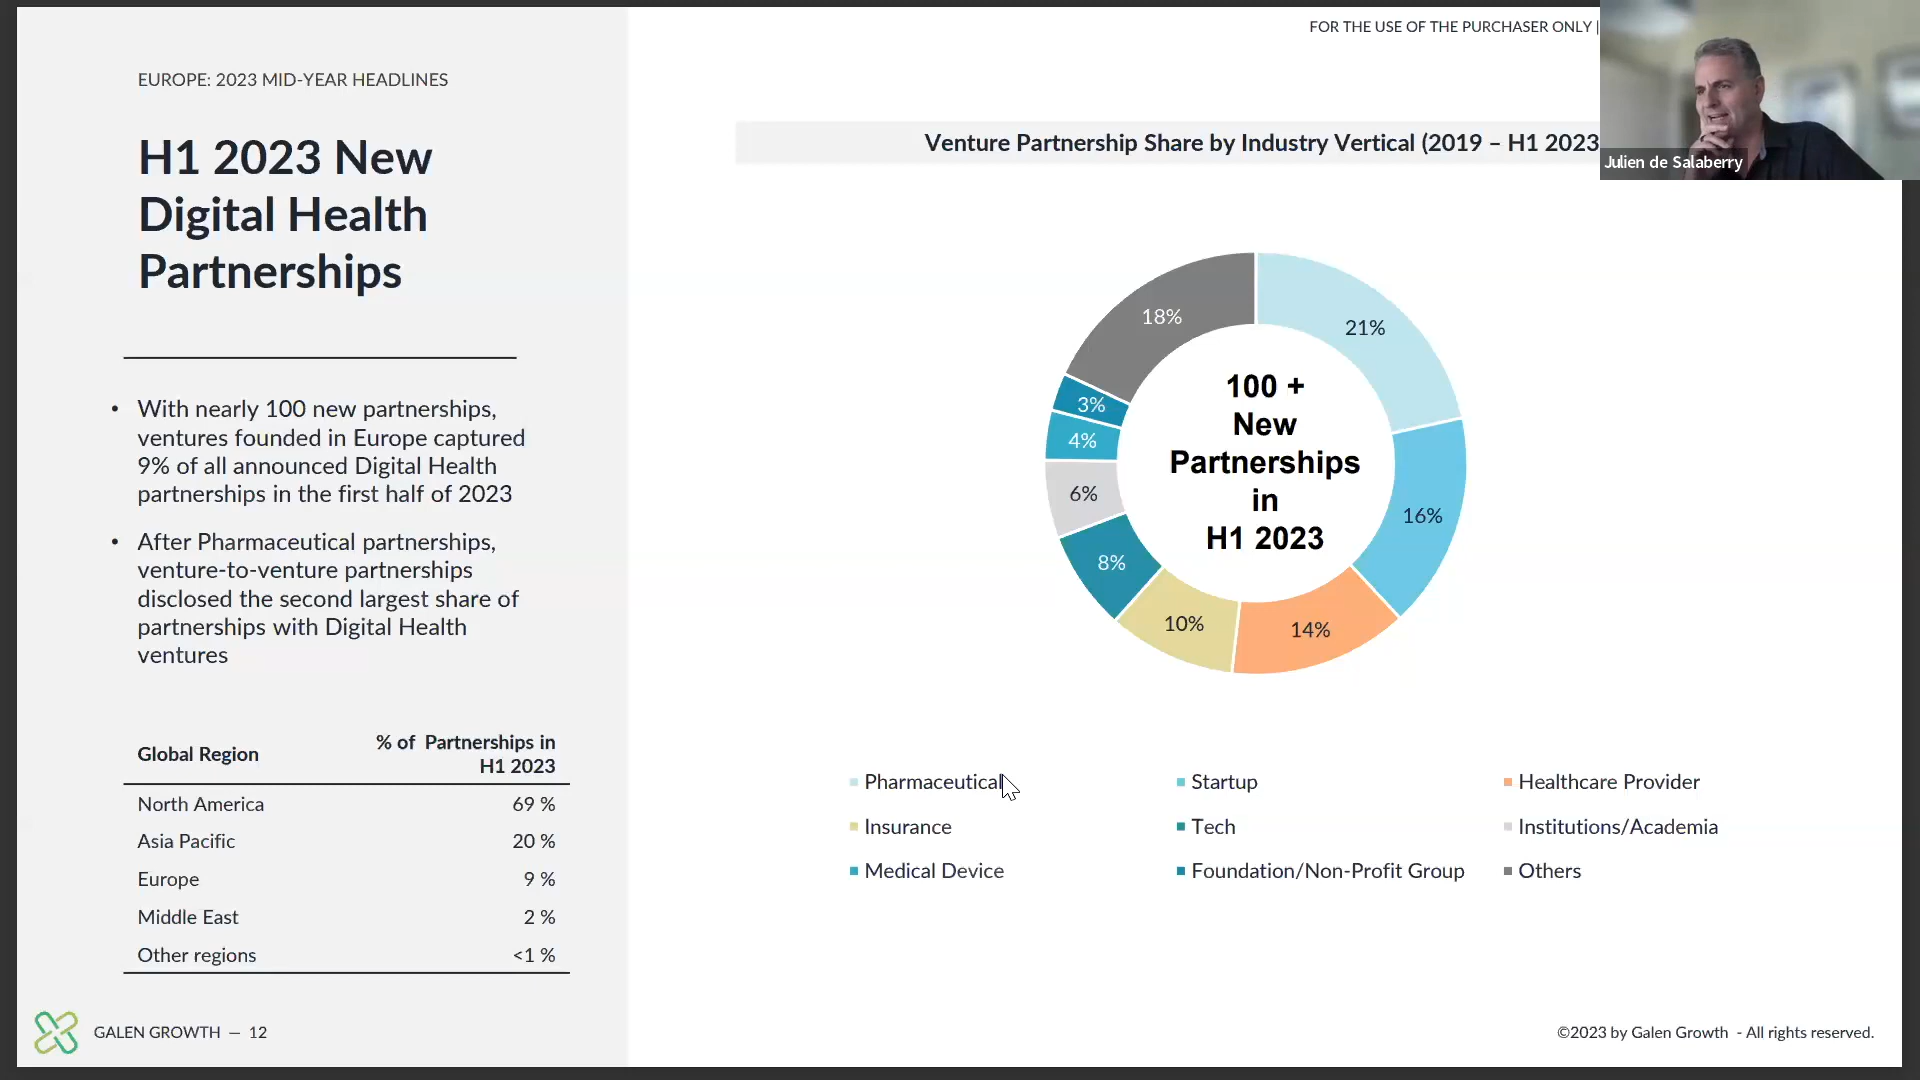 FOR THE USE OF THE PURCHASER ONLY |
EUROPE: 2023 MID-YEAR HEADLINES
H1 2023 New
Digital Health
Partnerships
• With nearly 100 new partnerships,
ventures founded in Europe captured
9% of all announced Digital Health
partnerships in the first half of 2023
• After Pharmaceutical partnerships,
venture-to-venture partnerships
disclosed the second largest share of
partnerships with Digital Health
ventures
Global Region % of Partnerships in
H1 2023
North America 69 %
Asia Pacific 20 %
Europe 9 %
Middle East 2 %
Other regions <1 %
GALEN GROWTH — 12
Venture Partnership Share by Industry Vertical (2019 – H1 2023
Julien de Salaberry
18%
21%
3%
4%
6%
16%
8%
10%
14%
100 +
New
Partnerships
in
H1 2023
Pharmaceutical Startup Healthcare Provider
Insurance Tech Institutions/Academia
Medical Device Foundation/Non-Profit Group Others
©2023 by Galen Growth - All rights reserved.